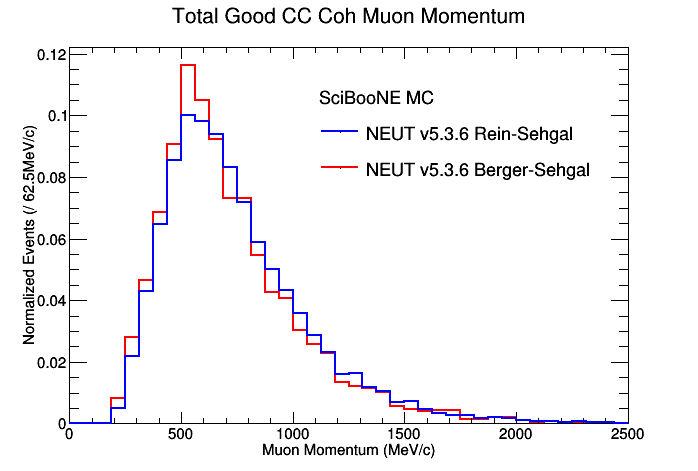 Total Good CC Coh Muon Momentum
Normalized Events (/ 62.5MeV/c)
0.12
0.1
0.08
0.06
0.04
0.02
0
SciBooNE MC
NEUT v5.3.6 Rein-Sehgal
NEUT v5.3.6 Berger-Sehgal
0 500 1000 1500 2000 2500
Muon Momentum (MeV/c)